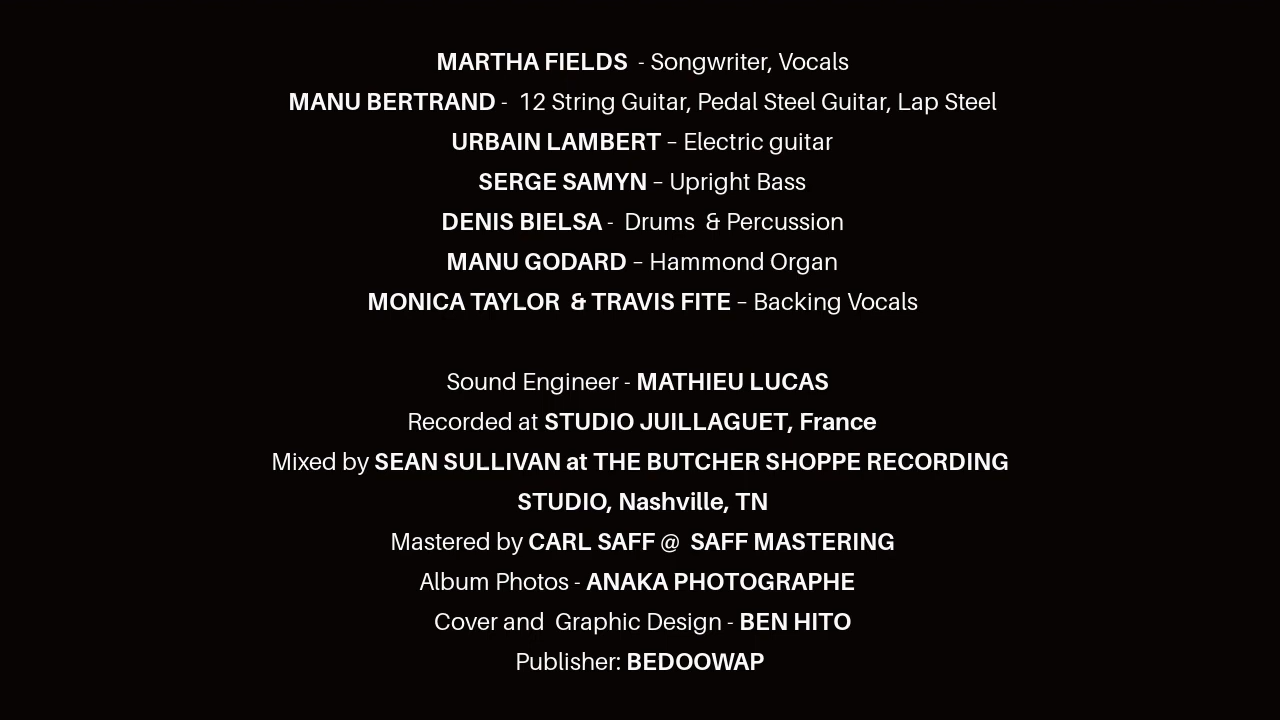 MARTHA FIELDS  - Songwriter, Vocals
MANU BERTRAND -  12 String Guitar, Pedal Steel Guitar, Lap Steel
URBAIN LAMBERT – Electric guitar
SERGE SAMYN – Upright Bass
DENIS BIELSA -  Drums  & Percussion
MANU GODARD – Hammond Organ
MONICA TAYLOR  & TRAVIS FITE – Backing Vocals
Sound Engineer - MATHIEU LUCAS
Recorded at STUDIO JUILLAGUET, France
Mixed by SEAN SULLIVAN at THE BUTCHER SHOPPE RECORDING
STUDIO, Nashville, TN
Mastered by CARL SAFF @  SAFF MASTERING
Album Photos - ANAKA PHOTOGRAPHE
Cover and  Graphic Design - BEN HITO
Publisher: BEDOOWAP